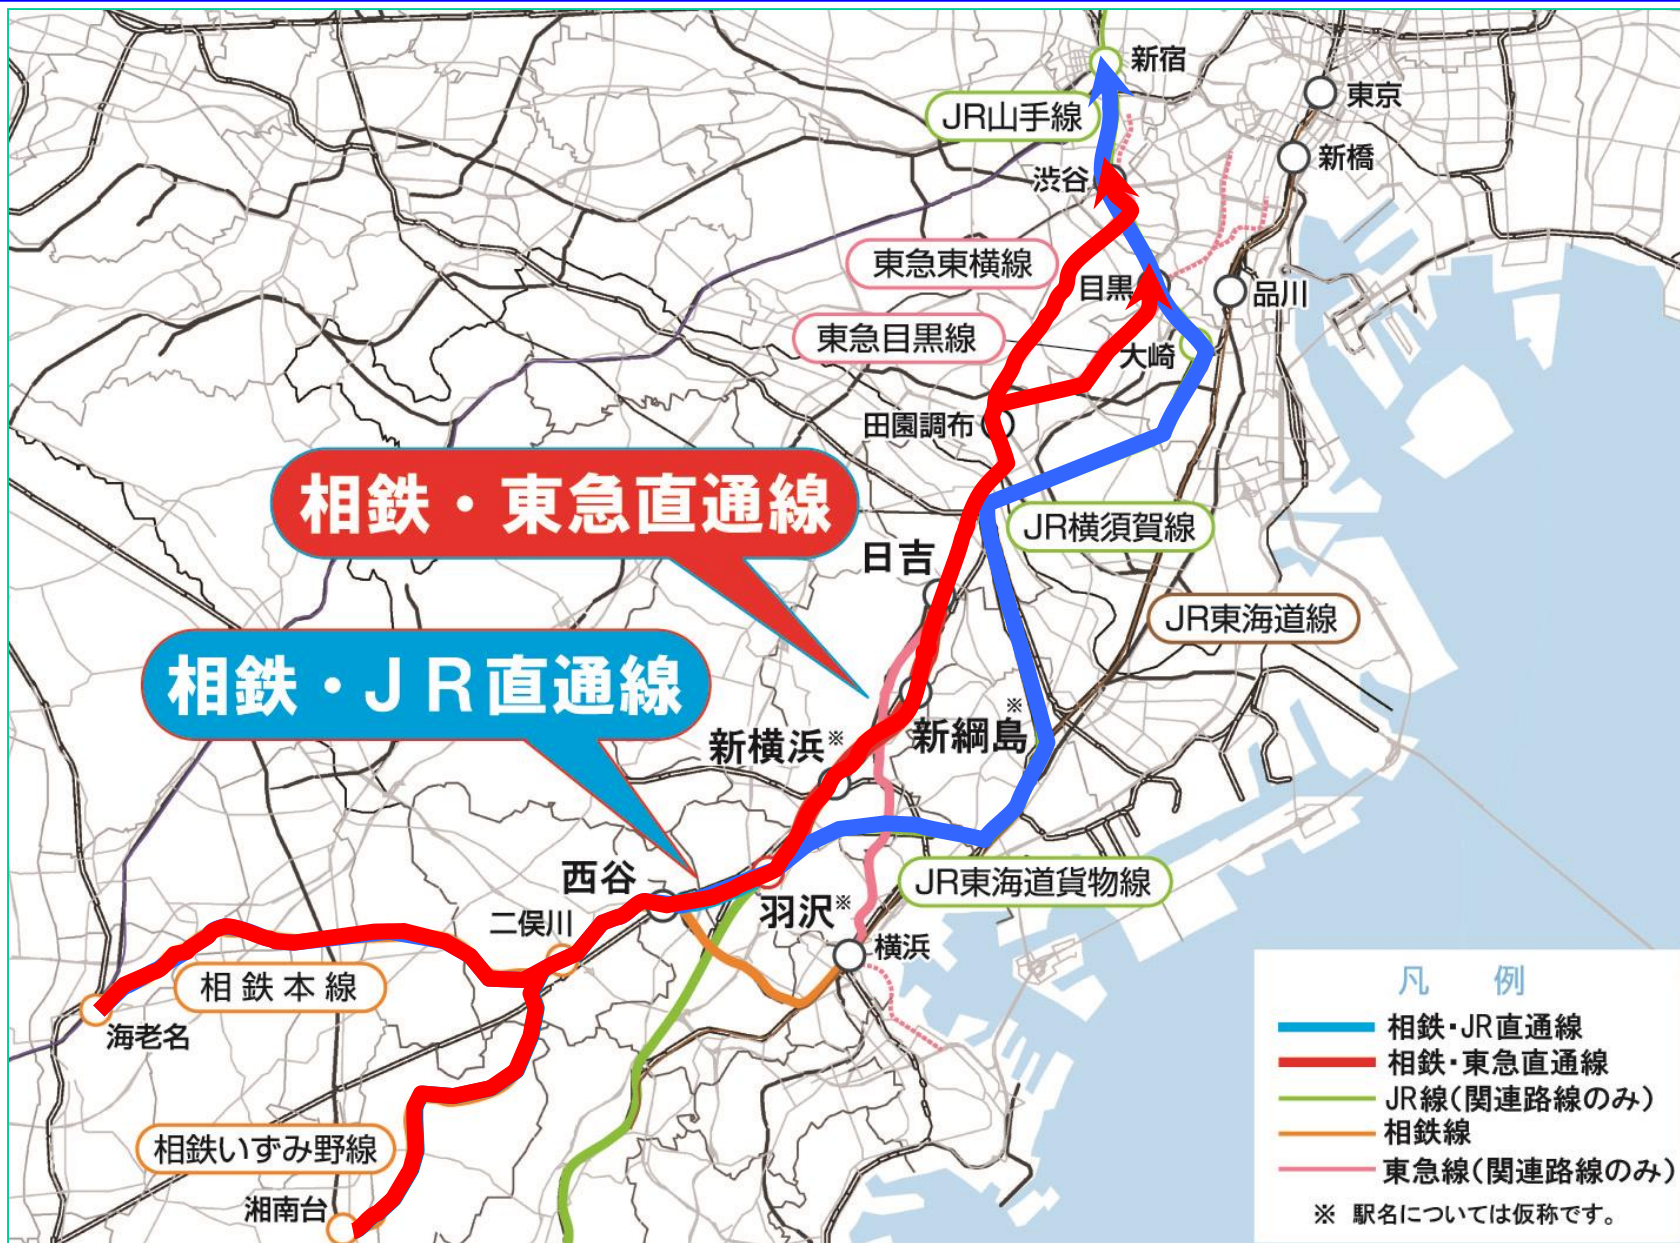 新宿
東京
JR山手線
新橋
渋谷
東急東横線
目黒
品川
東急目黒線
大崎
田園調布
相鉄・東急直通線
JR横須賀線
日吉
JR東海道線
相鉄・JR直通線
※
新横浜※
新綱島
西谷
JR東海道貨物線
羽沢※
二俣川
横浜
相鉄本線
海老名
凡　例
相鉄・JR直通線
相鉄・東急直通線
JR線(関連路線のみ)
相鉄線
相鉄いずみ野線
東急線(関連路線のみ)
湘南台
※ 駅名については仮称です。